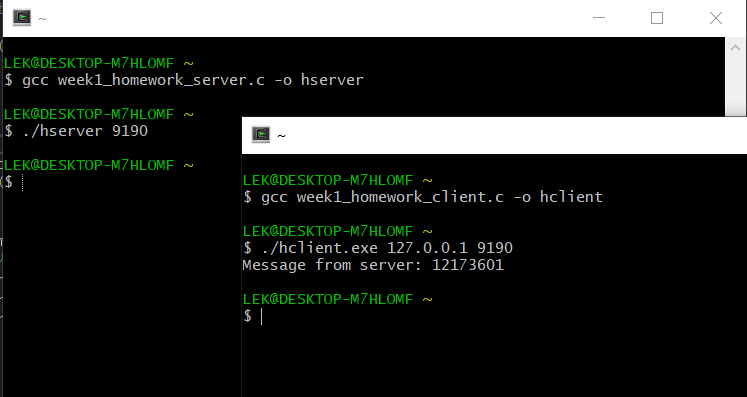 ~
LEK@DESKTOP-M7HLOMF ~
$ gcc week1_homework_server.c -o hserver
LEK@DESKTOP-M7HLOMF ~
$ ./hserver 9190
LEK@DESKTOP-M7HLOMF ~
$
~
LEK@DESKTOP-M7HLOMF ~
$ gcc week1_homework_client.c -o hclient
LEK@DESKTOP-M7HLOMF ~
$ ./hclient.exe 127.0.0.1 9190
Message from server: 12173601
LEK@DESKTOP-M7HLOMF ~
$